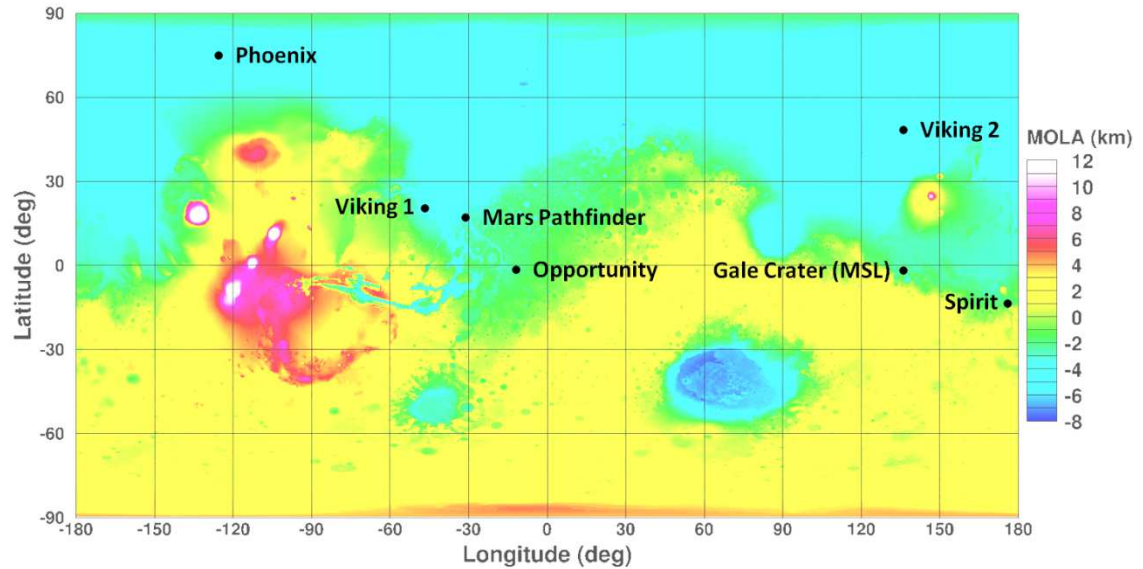 90
Phoenix
60
Viking 2
MOLA (km)
12
10
8
6
4
2
0
-2
-4
-6
-8
30
Viking 1
Mars Pathfinder
Latitude (deg)
0
Opportunity
Gale Crater (MSL)
Spirit
-30
-60
-90
-180 -150 -120 -90 -60 -30 0 30 60 90 120 150 180
Longitude (deg)